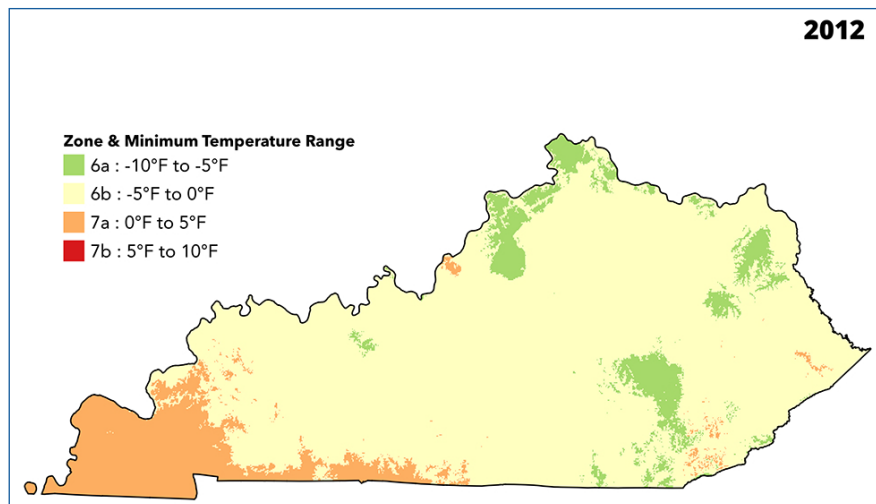 2012
Zone & Minimum Temperature Range
6a : -10°F to -5°F
6b : -5°F to 0°F
7a : 0°F to 5°F
7b : 5°F to 10°F